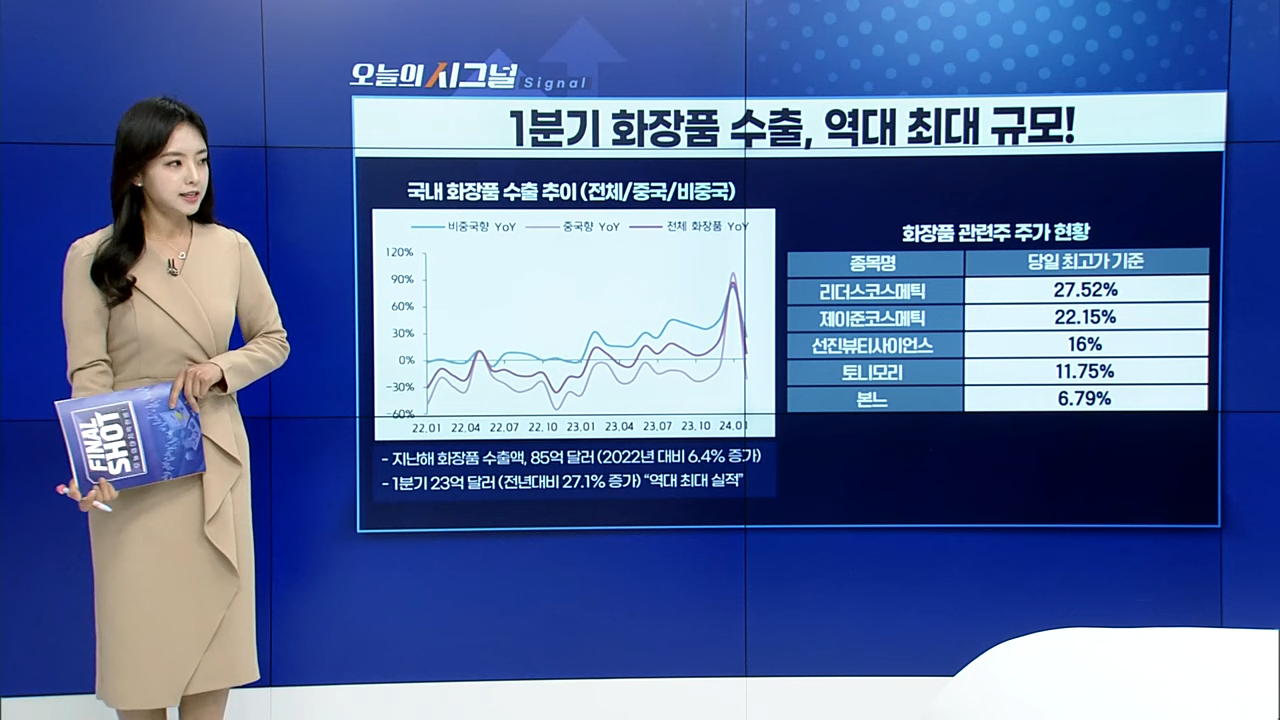 오늘의 시그널 Signal
1분기 화장품 수출, 역대 최대 규모!
국내 화장품 수출 추이 (전체/중국/비중국)
비중국향 YoY 중국향 YoY 전체 화장품 YoY
120%
90%
60%
30%
0%
-30%
-60%
22.01 22.04 22.07 22.10 23.01 23.04 23.07 23.10 24.01
- 지난해 화장품 수출액, 85억 달러 (2022년 대비 6.4% 증가)
- 1분기 23억 달러 (전년대비 27.1% 증가) “역대 최대 실적”
화장품 관련주 주가 현황
종목명 당일 최고가 기준
리더스코스메틱 27.52%
제이준코스메틱 22.15%
선진뷰티사이언스 16%
토니모리 11.75%
본느 6.79%
FINAL
SHOT